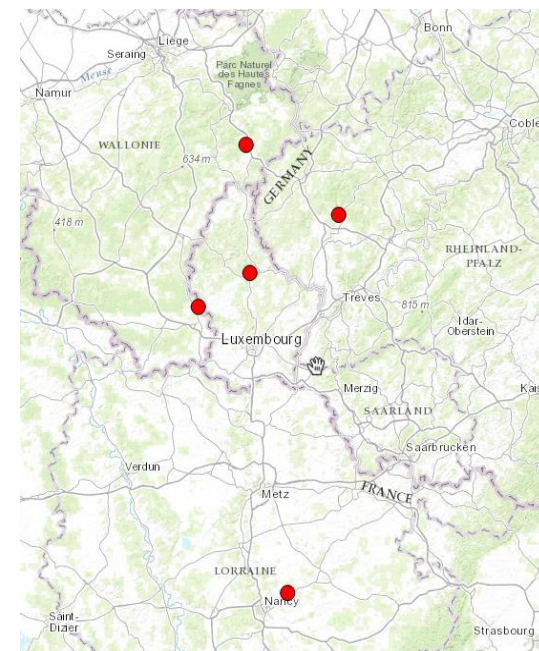 Bonn
Liège
Seraing
Meuse
Parc Naturel
des Hautes
Fagnes
Namur
Coble
WALLONIE
634 m
GERMANY
418 m
RHEINLAND-
PFALZ
Treves
815 m
Idar-
Oberstein
Luxembourg
Merzig
Kais
SAARLAND
Saarbrucken
Verdun
Metz
FRANCE
LORRAINE
Nancy
Saint-
Dizier
Strasbourg